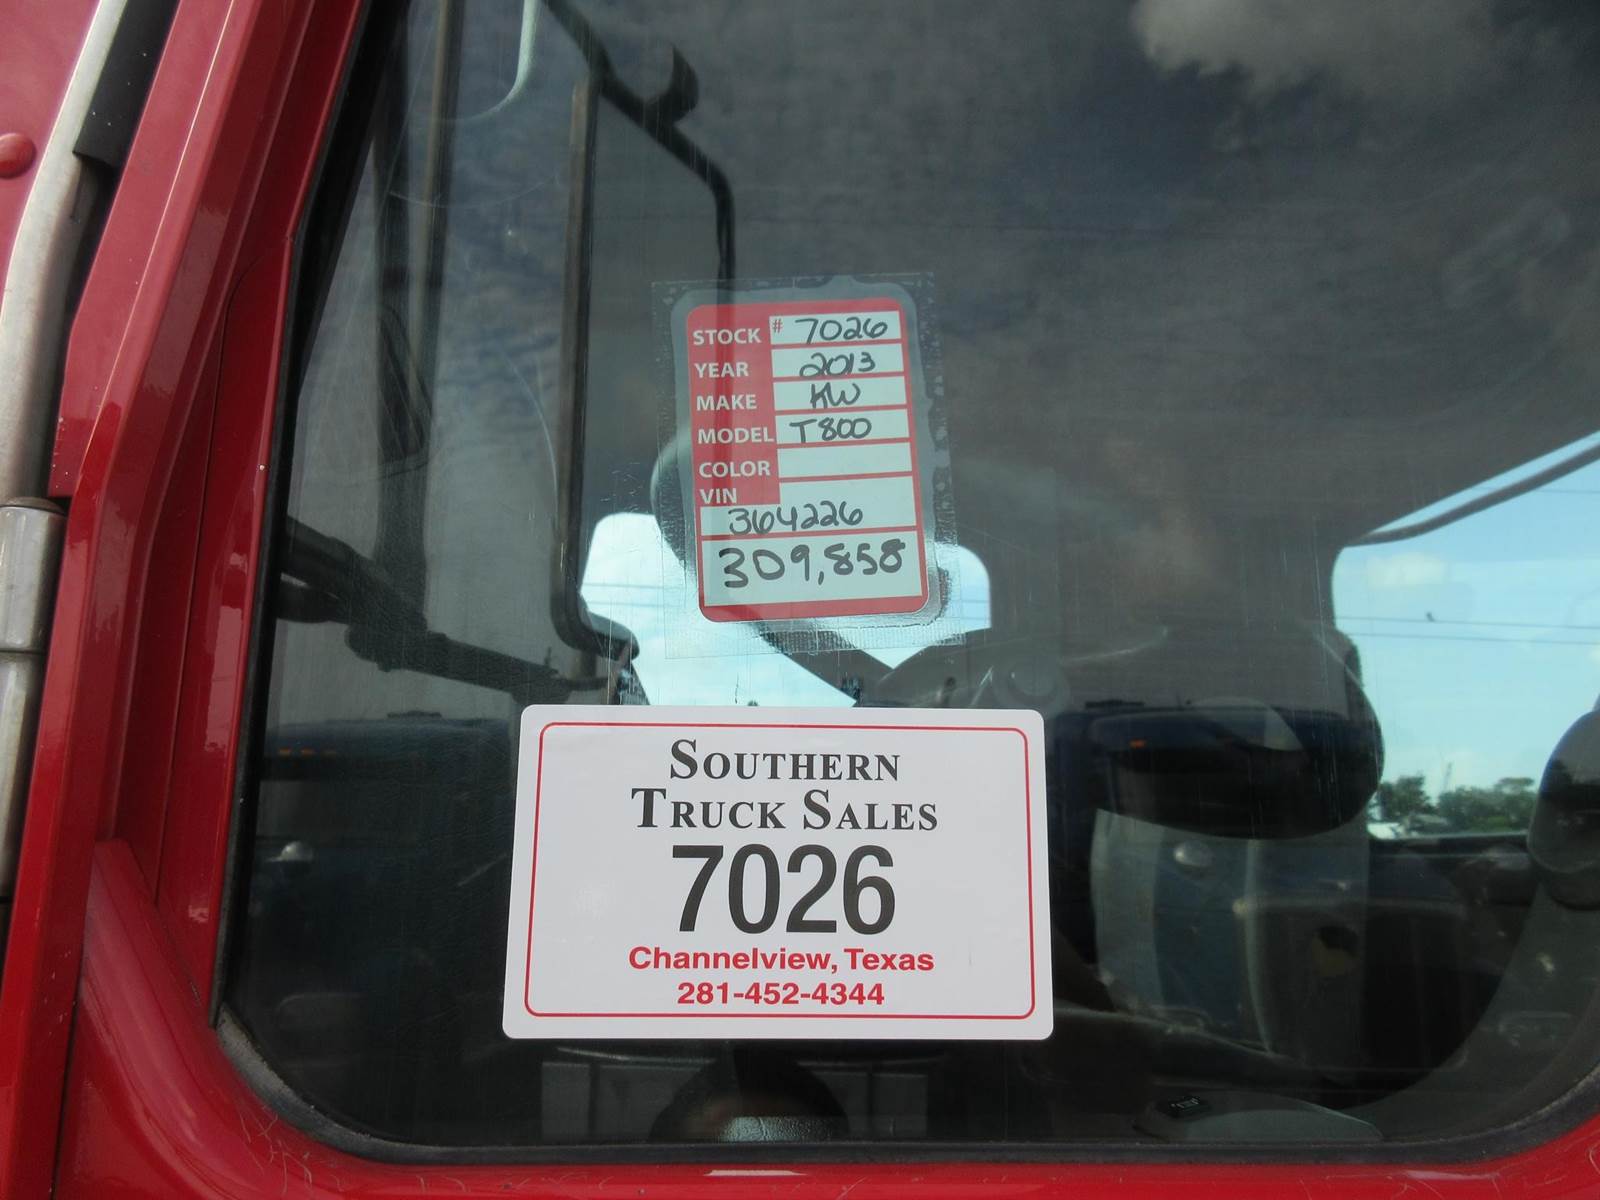 STOCK # 7026
YEAR 2013
MAKE KW
MODEL T800
COLOR
VIN
364226
309,858
SOUTHERN
TRUCK SALES
7026
Channelview, Texas
281-452-4344